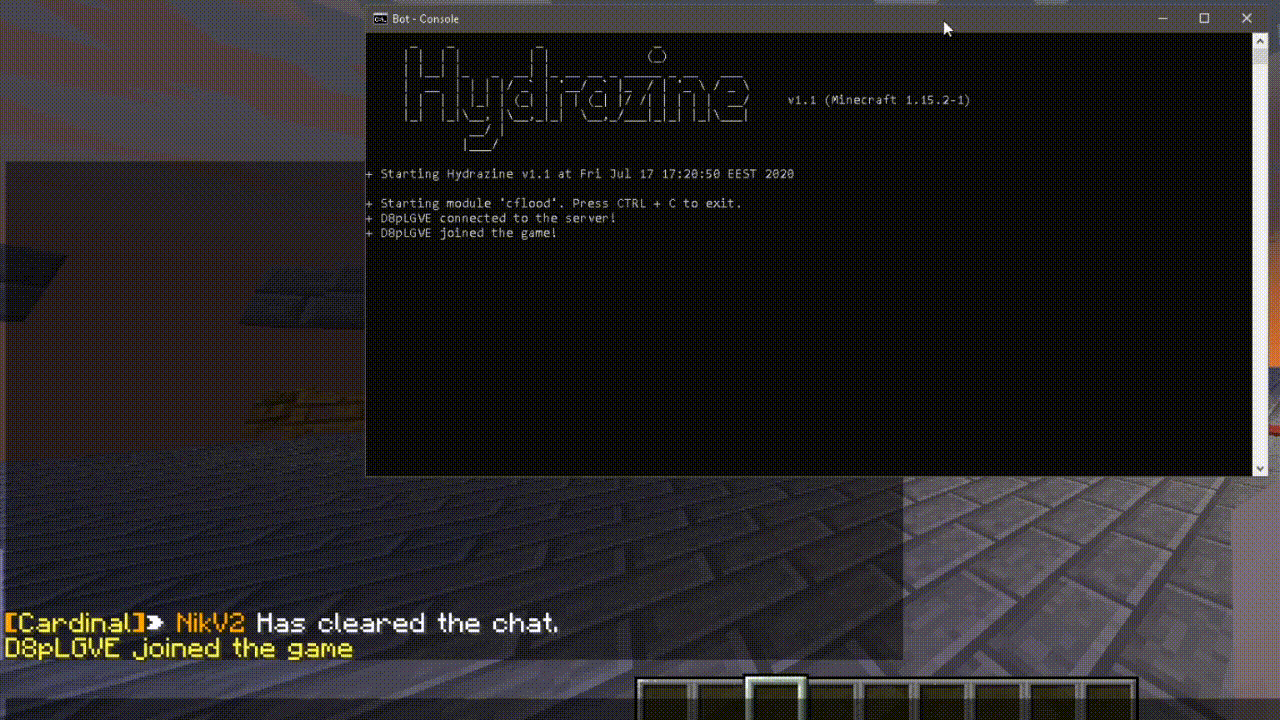 Bot - Console
Hydrazine
v1.1 (Minecraft 1.15.2-1)
+ Starting Hydrazine v1.1 at Fri Jul 17 17:20:50 EEST 2020
+ Starting module 'cflood'. Press CTRL + C to exit.
+ D8pLGVE connected to the server!
+ D8pLGVE joined the game!
[Cardinal]» NikV2 Has cleared the chat.
D8pLGVE joined the game